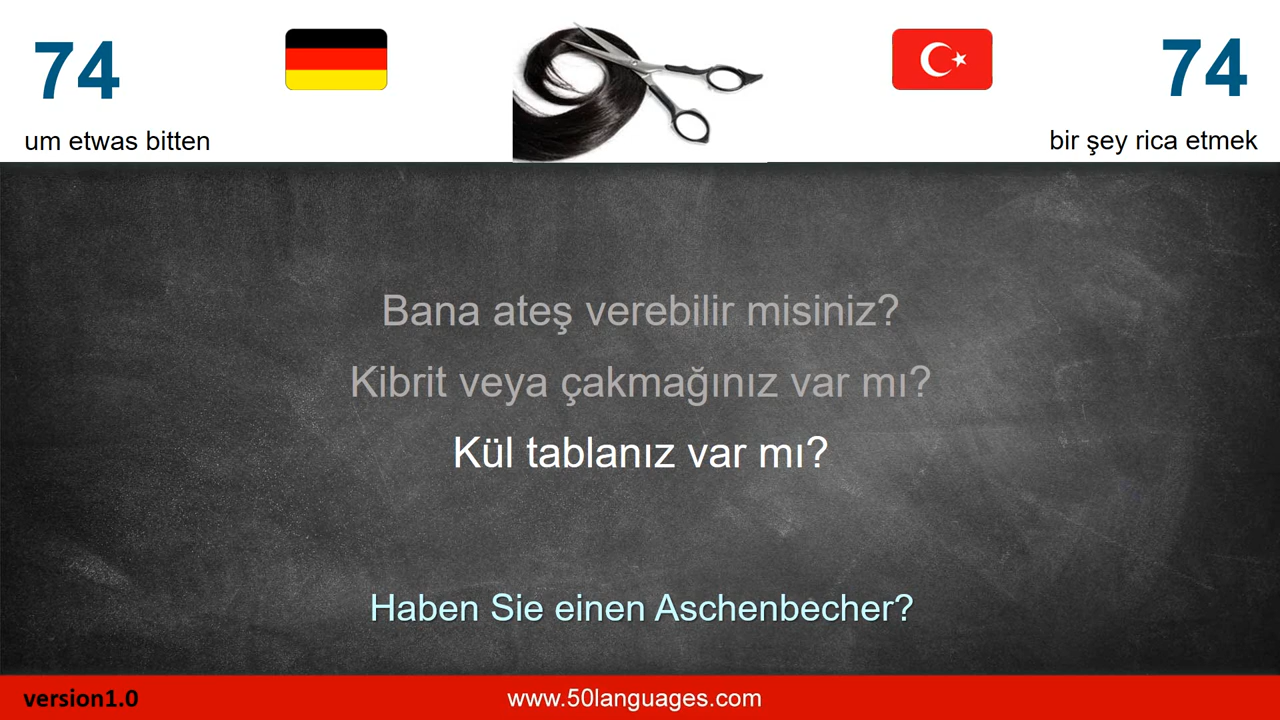 74
74
um etwas bitten
bir şey rica etmek
Bana ateş verebilir misiniz?
Kibrit veya çakmağınız var mı?
Kül tablanız var mı?
Haben Sie einen Aschenbecher?
version1.0
www.50languages.com